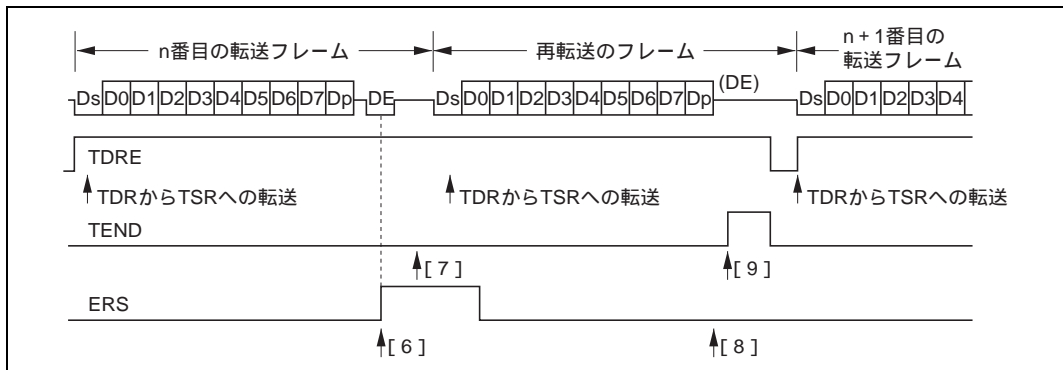 n番目の転送フレーム 再転送のフレーム n + 1番目の
転送フレーム
Ds D0 D1 D2 D3 D4 D5 D6 D7 Dp DE Ds D0 D1 D2 D3 D4 D5 D6 D7 Dp (DE) Ds D0 D1 D2 D3 D4
TDRE
TDRからTSRへの転送 TDRからTSRへの転送 TDRからTSRへの転送
TEND
[ 7 ] [ 9 ]
ERS
[ 6 ] [ 8 ]